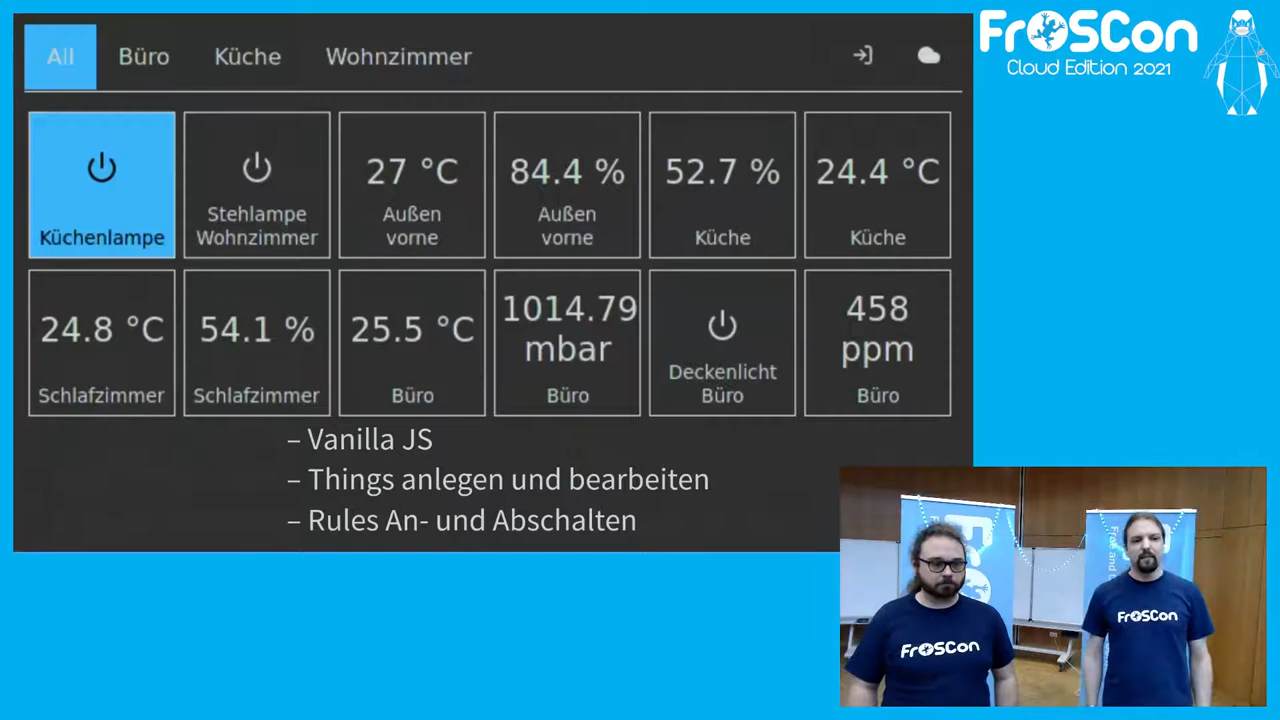 All Büro Küche Wohnzimmer
FrOSCon
Cloud Edition 2021
27 °C
84.4 %
52.7 %
24.4 °C
Küchenlampe
Stehlampe
Wohnzimmer
Außen
vorne
Außen
vorne
Küche
Küche
24.8 °C
54.1 %
25.5 °C
1014.79
mbar
458
ppm
Schlafzimmer
Schlafzimmer
Büro
Büro
Deckenlicht
Büro
Büro
– Vanilla JS
– Things anlegen und bearbeiten
– Rules An- und Abschalten
FrOSCon
FrOSCon